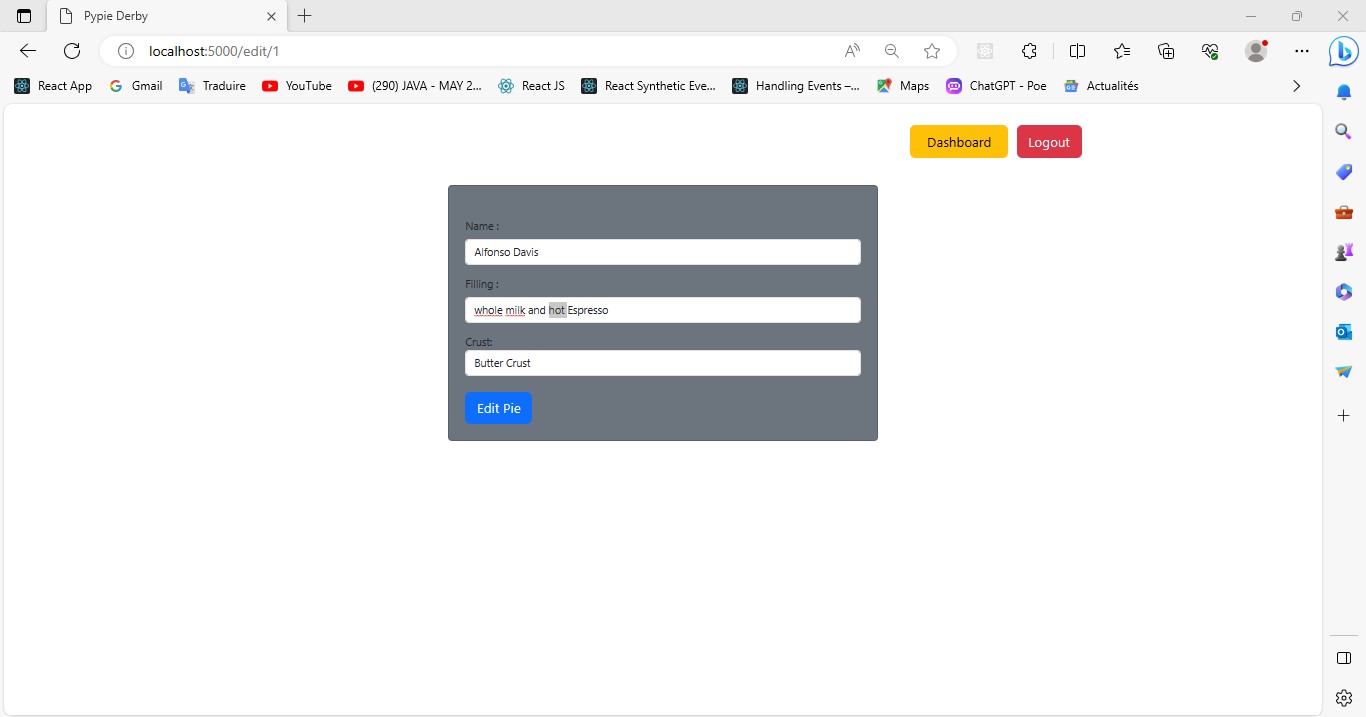 Pypie Derby
localhost:5000/edit/1
React App Gmail Traduire YouTube (290) JAVA - MAY 2... React JS React Synthetic Eve... Handling Events –... Maps ChatGPT - Poe Actualités
Dashboard Logout
Name :
Alfonso Davis
Filling :
whole milk and hot Espresso
Crust:
Butter Crust
Edit Pie